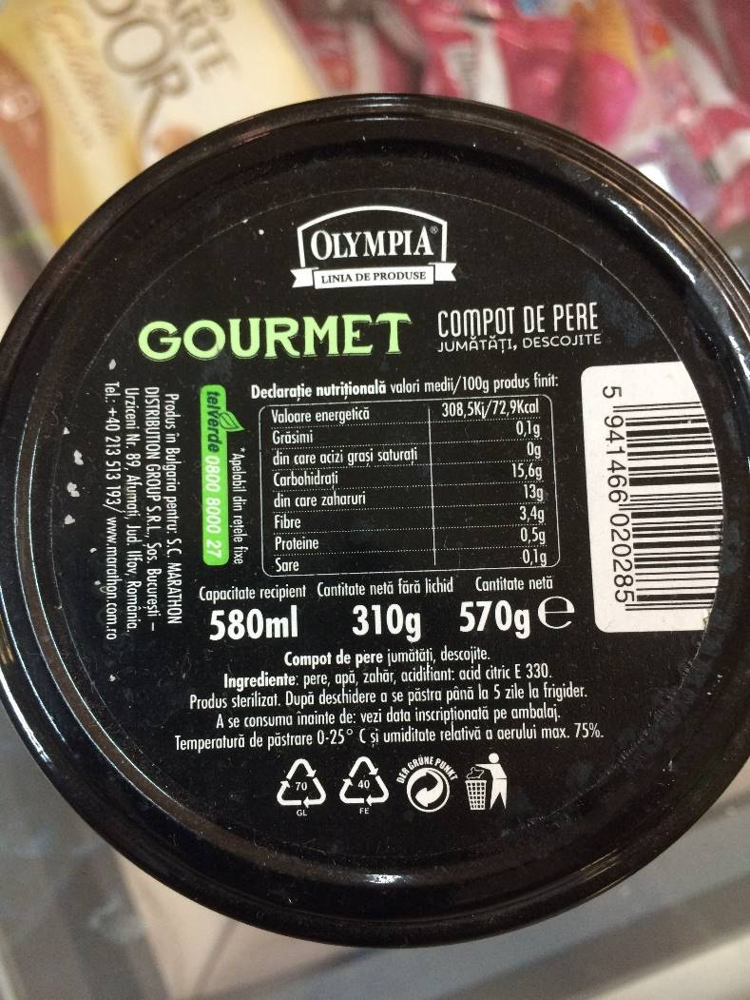 ARTE
D'OR
OLYMPIA®
LINIA DE PRODUSE
GOURMET
COMPOT DE PERE
JUMĂTĂȚI, DESCOJITE
Declarație nutrițională valori medii/100g produs finit:
Valoare energetică 308,5Kj/72,9Kcal
Grăsimi 0,1g
din care acizi grași saturați 0g
Carbohidrați 15,6g
din care zaharuri 13g
Fibre 3,4g
Proteine 0,5g
Sare 0,1g
telverde 0800 8000 27
*Apelabil din rețele fixe
Produs în Bulgaria pentru: S.C. MARATHON
DISTRIBUTION GROUP S.R.L. Șos. București –
Urziceni Nr. 89, Afumați, Jud. Ilfov, România.
Tel.: +40 213 513 193/ www.marathon.com.ro
5 941466 020285
Capacitate recipient Cantitate netă fără lichid Cantitate netă
580ml 310g 570g e
Compot de pere jumătăți, descojite.
Ingrediente: pere, apă, zahăr, acidifiant: acid citric E 330.
Produs sterilizat. După deschidere a se păstra până la 5 zile la frigider.
A se consuma înainte de: vezi data inscripționată pe ambalaj.
Temperatură de păstrare 0-25° C și umiditate relativă a aerului max. 75%.
70 40 DER GRÜNE PUNKT
GL FE